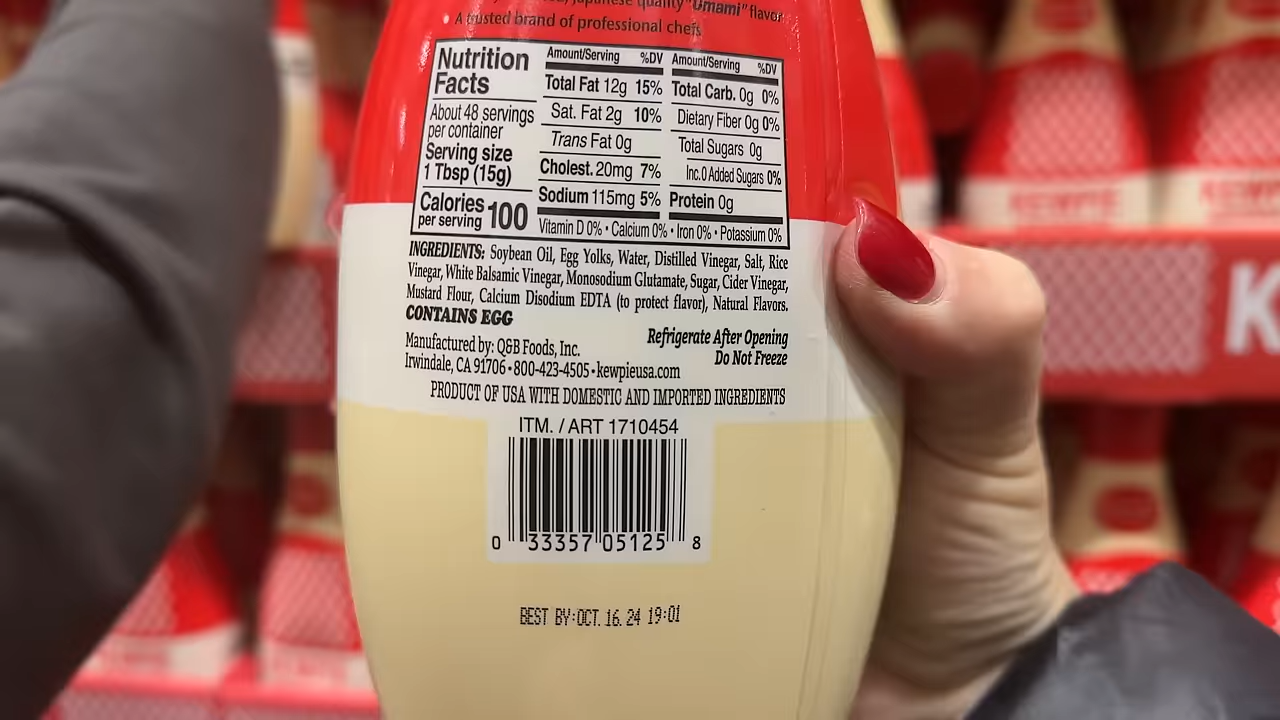 Japanese quality "Umami" flavor
• A trusted brand of professional chefs
Nutrition
Facts
About 48 servings
per container
Serving size
1 Tbsp (15g)
Calories
per serving 100
Amount/Serving %DV
Total Fat 12g 15%
Sat. Fat 2g 10%
Trans Fat 0g
Cholest. 20mg 7%
Sodium 115mg 5%
Amount/Serving %DV
Total Carb. 0g 0%
Dietary Fiber 0g 0%
Total Sugars 0g
Inc. 0 Added Sugars 0%
Protein 0g
Vitamin D 0% • Calcium 0% • Iron 0% • Potassium 0%
INGREDIENTS: Soybean Oil, Egg Yolks, Water, Distilled Vinegar, Salt, Rice
Vinegar, White Balsamic Vinegar, Monosodium Glutamate, Sugar, Cider Vinegar,
Mustard Flour, Calcium Disodium EDTA (to protect flavor), Natural Flavors.
CONTAINS EGG
Refrigerate After Opening
Do Not Freeze
Manufactured by: Q&B Foods, Inc.
Irwindale, CA 91706 • 800-423-4505 • kewpieusa.com
PRODUCT OF USA WITH DOMESTIC AND IMPORTED INGREDIENTS
ITM. / ART 1710454
0 33357 05125 8
BEST BY:OCT. 16. 24 19:01
KEWPIE
K